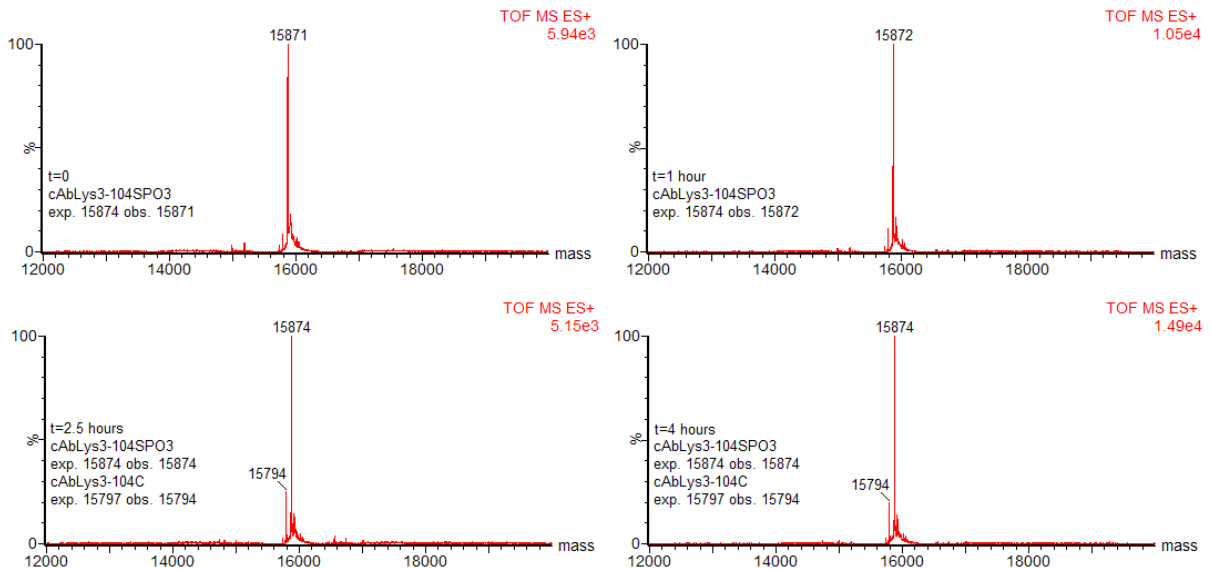 TOF MS ES+
5.94e3
15871
100
%
t=0
cAbLys3-104SPO3
exp. 15874 obs. 15871
0
mass
12000 14000 16000 18000
TOF MS ES+
1.05e4
15872
100
%
t=1 hour
cAbLys3-104SPO3
exp. 15874 obs. 15872
0
mass
12000 14000 16000 18000
TOF MS ES+
5.15e3
15874
100
%
t=2.5 hours
cAbLys3-104SPO3
exp. 15874 obs. 15874
cAbLys3-104C
15794
exp. 15797 obs. 15794
0
mass
12000 14000 16000 18000
TOF MS ES+
1.49e4
15874
100
%
t=4 hours
cAbLys3-104SPO3
exp. 15874 obs. 15874
cAbLys3-104C
15794
exp. 15797 obs. 15794
0
mass
12000 14000 16000 18000